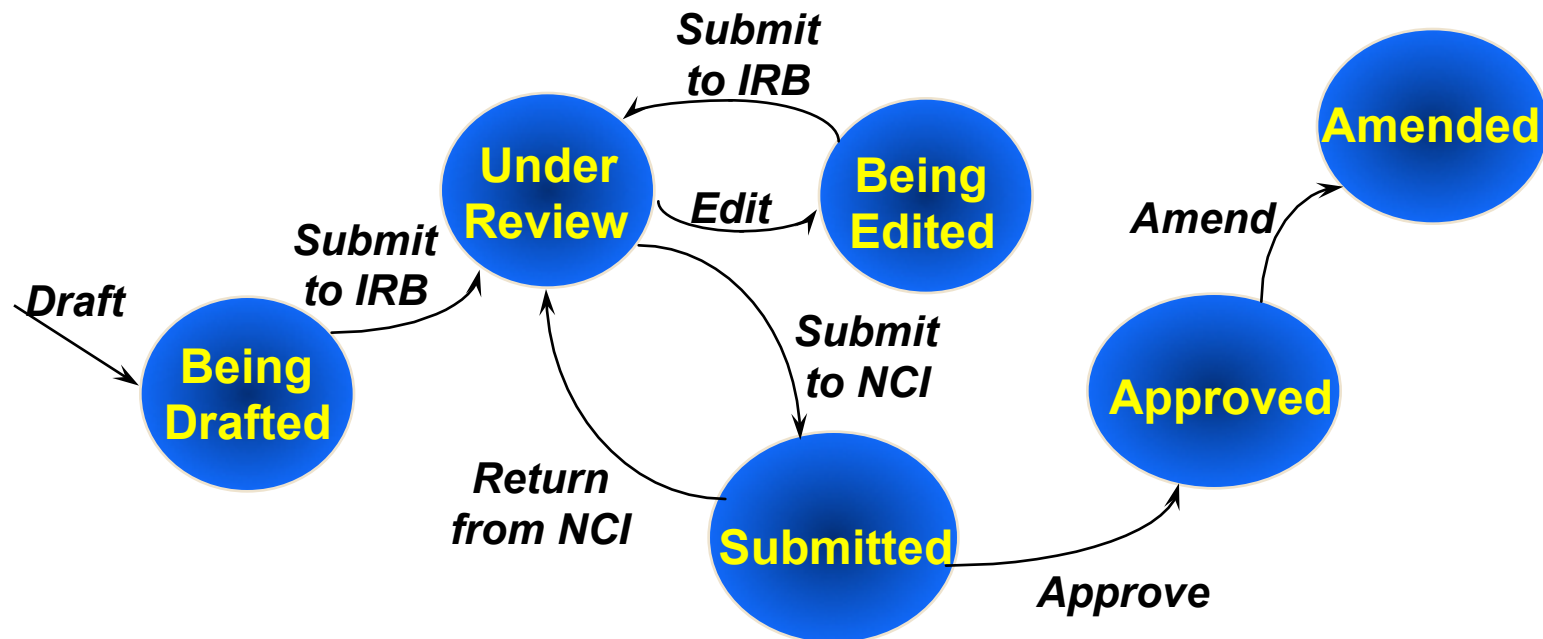 Submit
to IRB
Amended
Under
Review
Being
Edited
Edit
Amend
Submit
to IRB
Draft
Submit
to NCI
Being
Drafted
Approved
Return
from NCI
Submitted
Approve